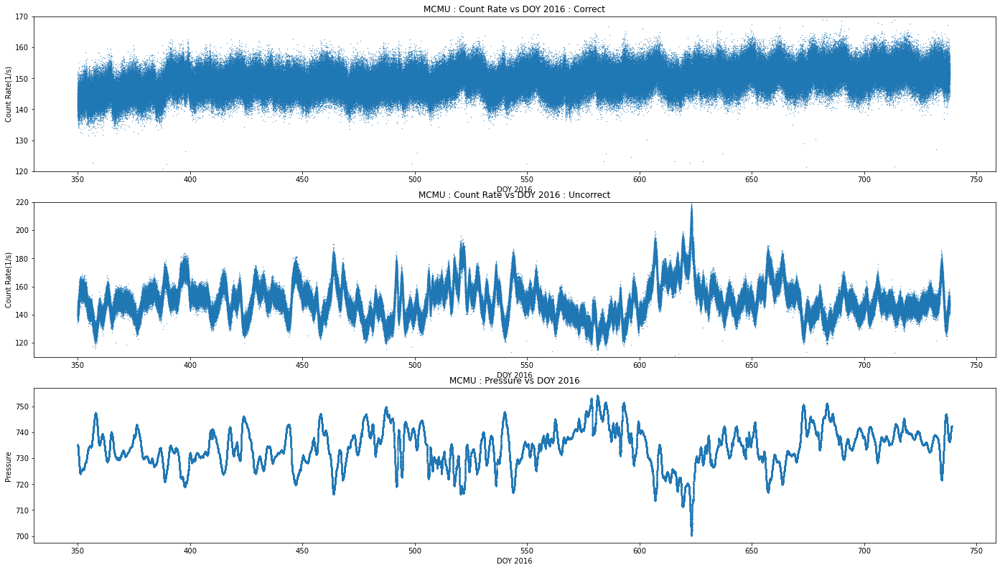 MCMU : Count Rate vs DOY 2016 : Correct
170
160
150
140
130
120
Count Rate(1/s)
350 400 450 500 550 600 650 700 750
DOY 2016
MCMU : Count Rate vs DOY 2016 : Uncorrect
220
200
180
160
140
120
Count Rate(1/s)
350 400 450 500 550 600 650 700 750
DOY 2016
MCMU : Pressure vs DOY 2016
750
740
730
720
710
700
Pressure
350 400 450 500 550 600 650 700 750
DOY 2016